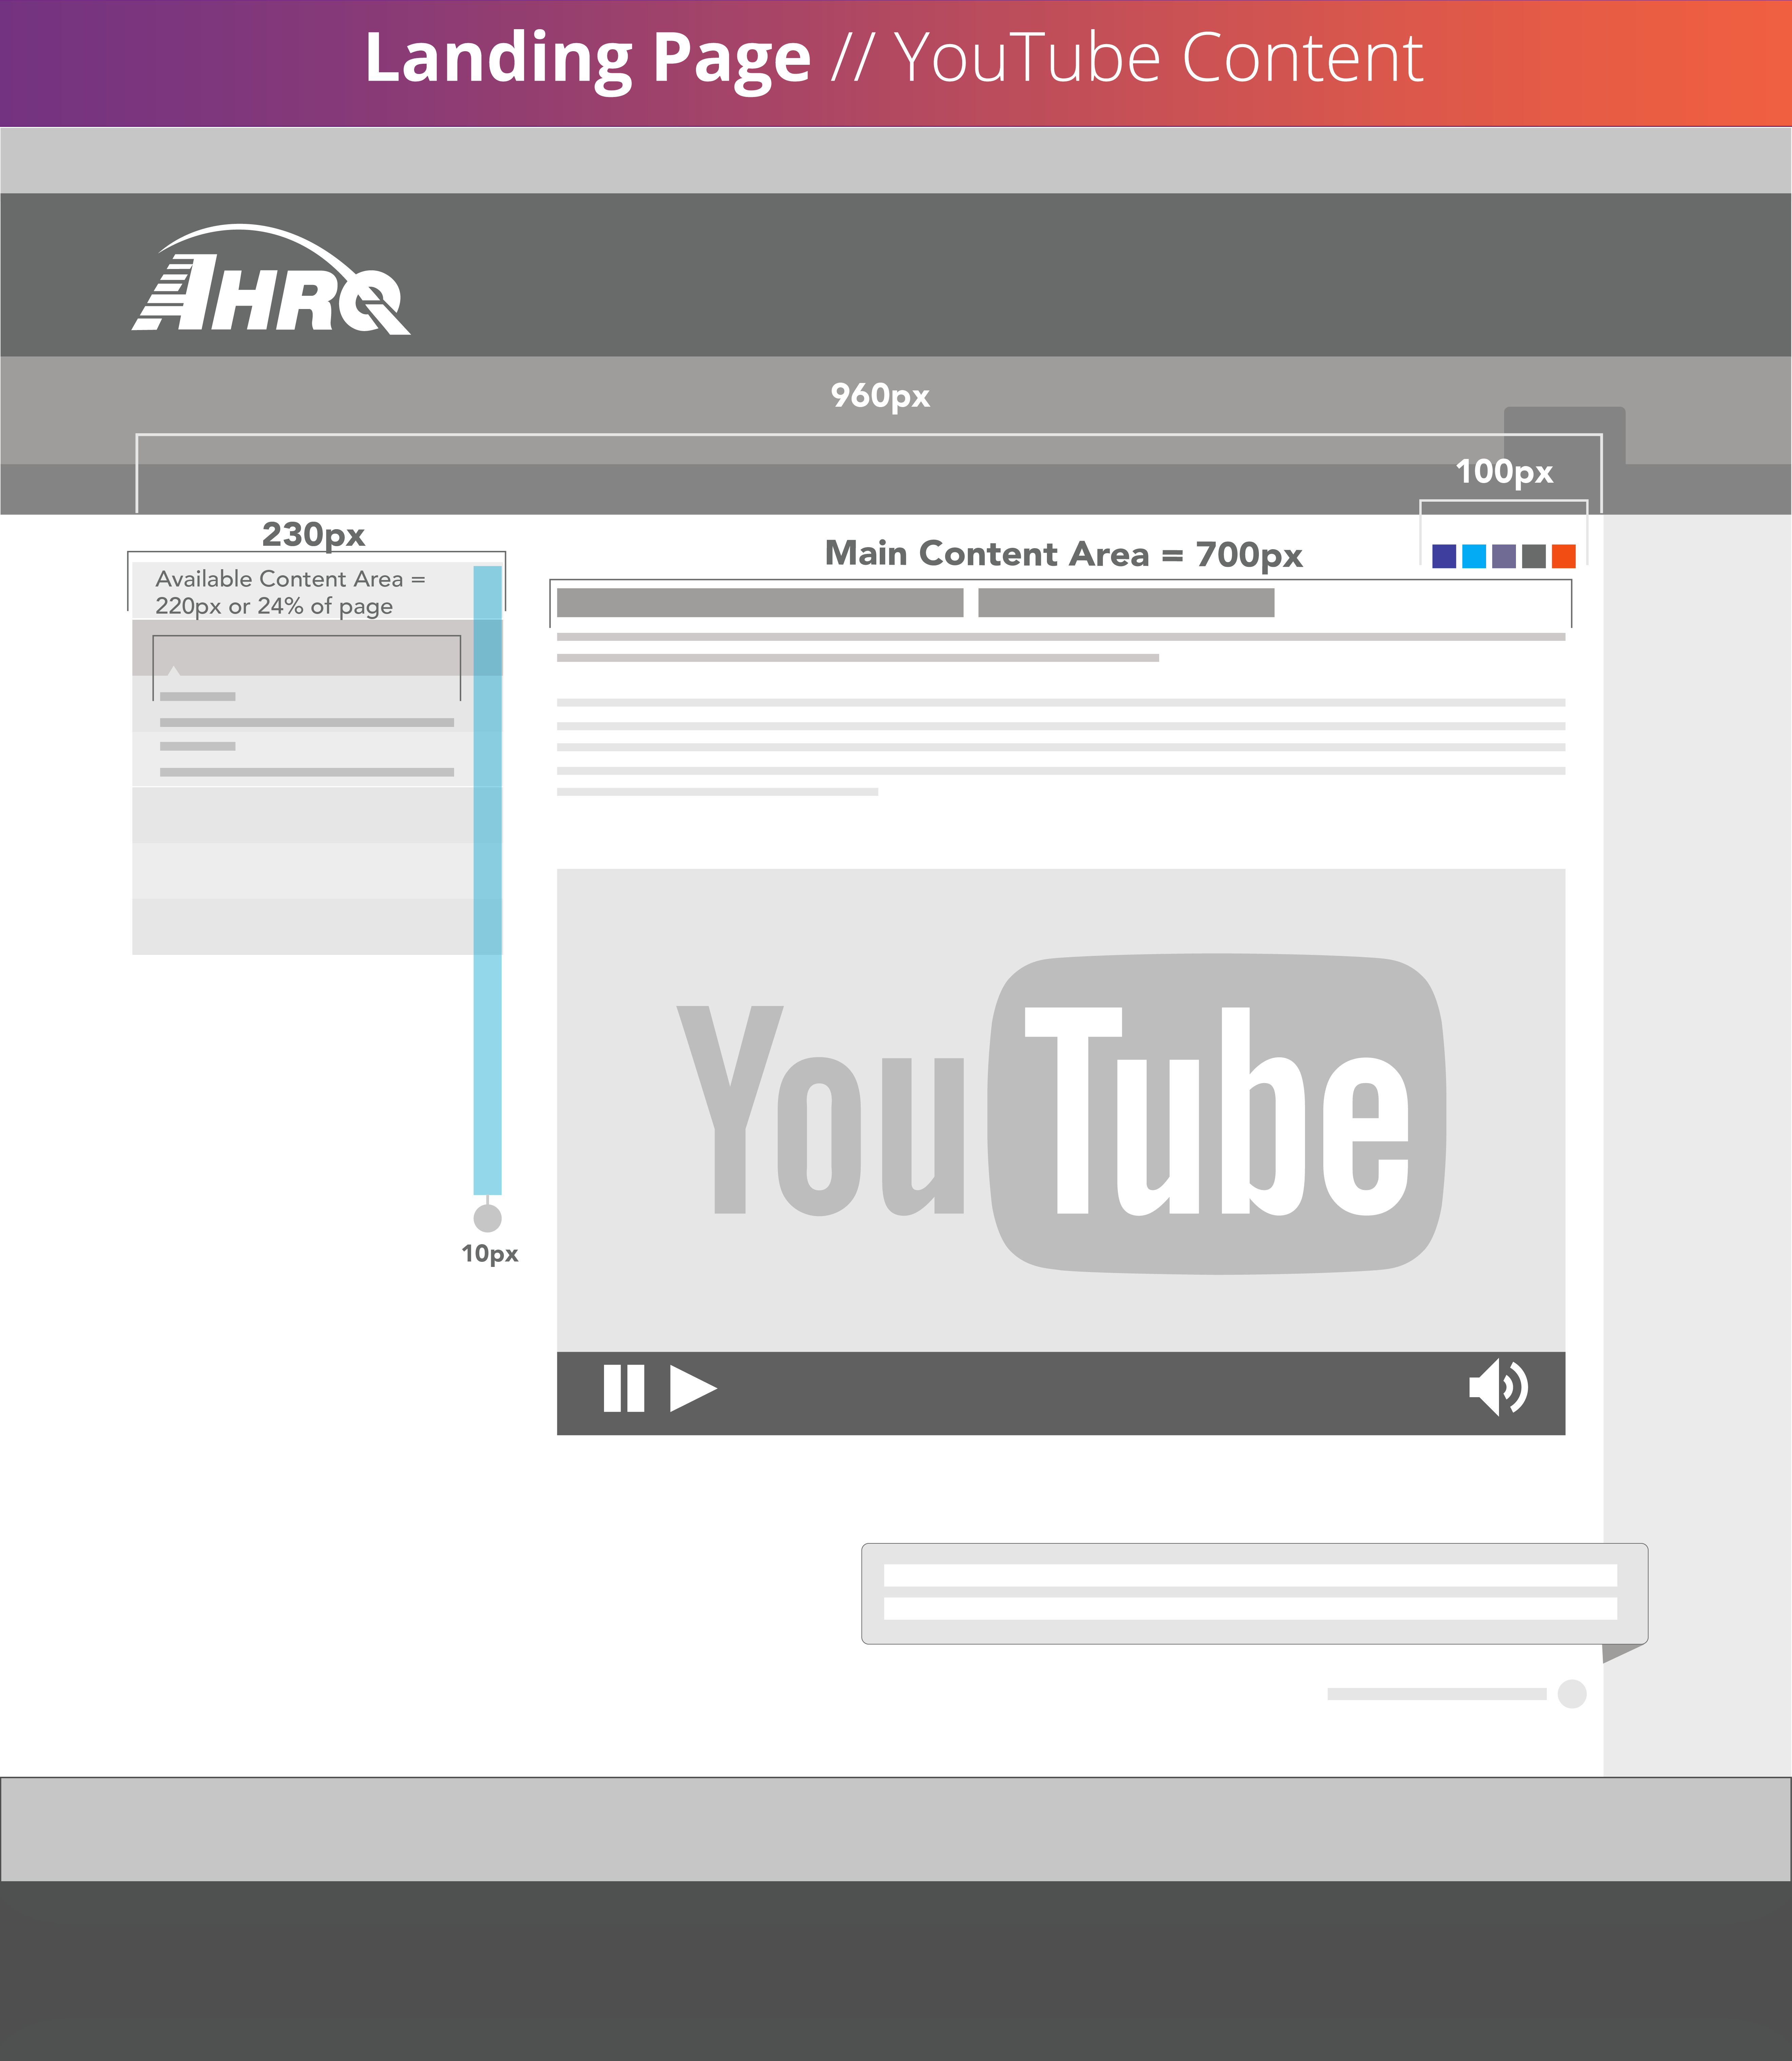 Landing Page // YouTube Content
AHRQ
960px
100px
230px
Main Content Area = 700px
Available Content Area =
220px or 24% of page
YouTube
10px